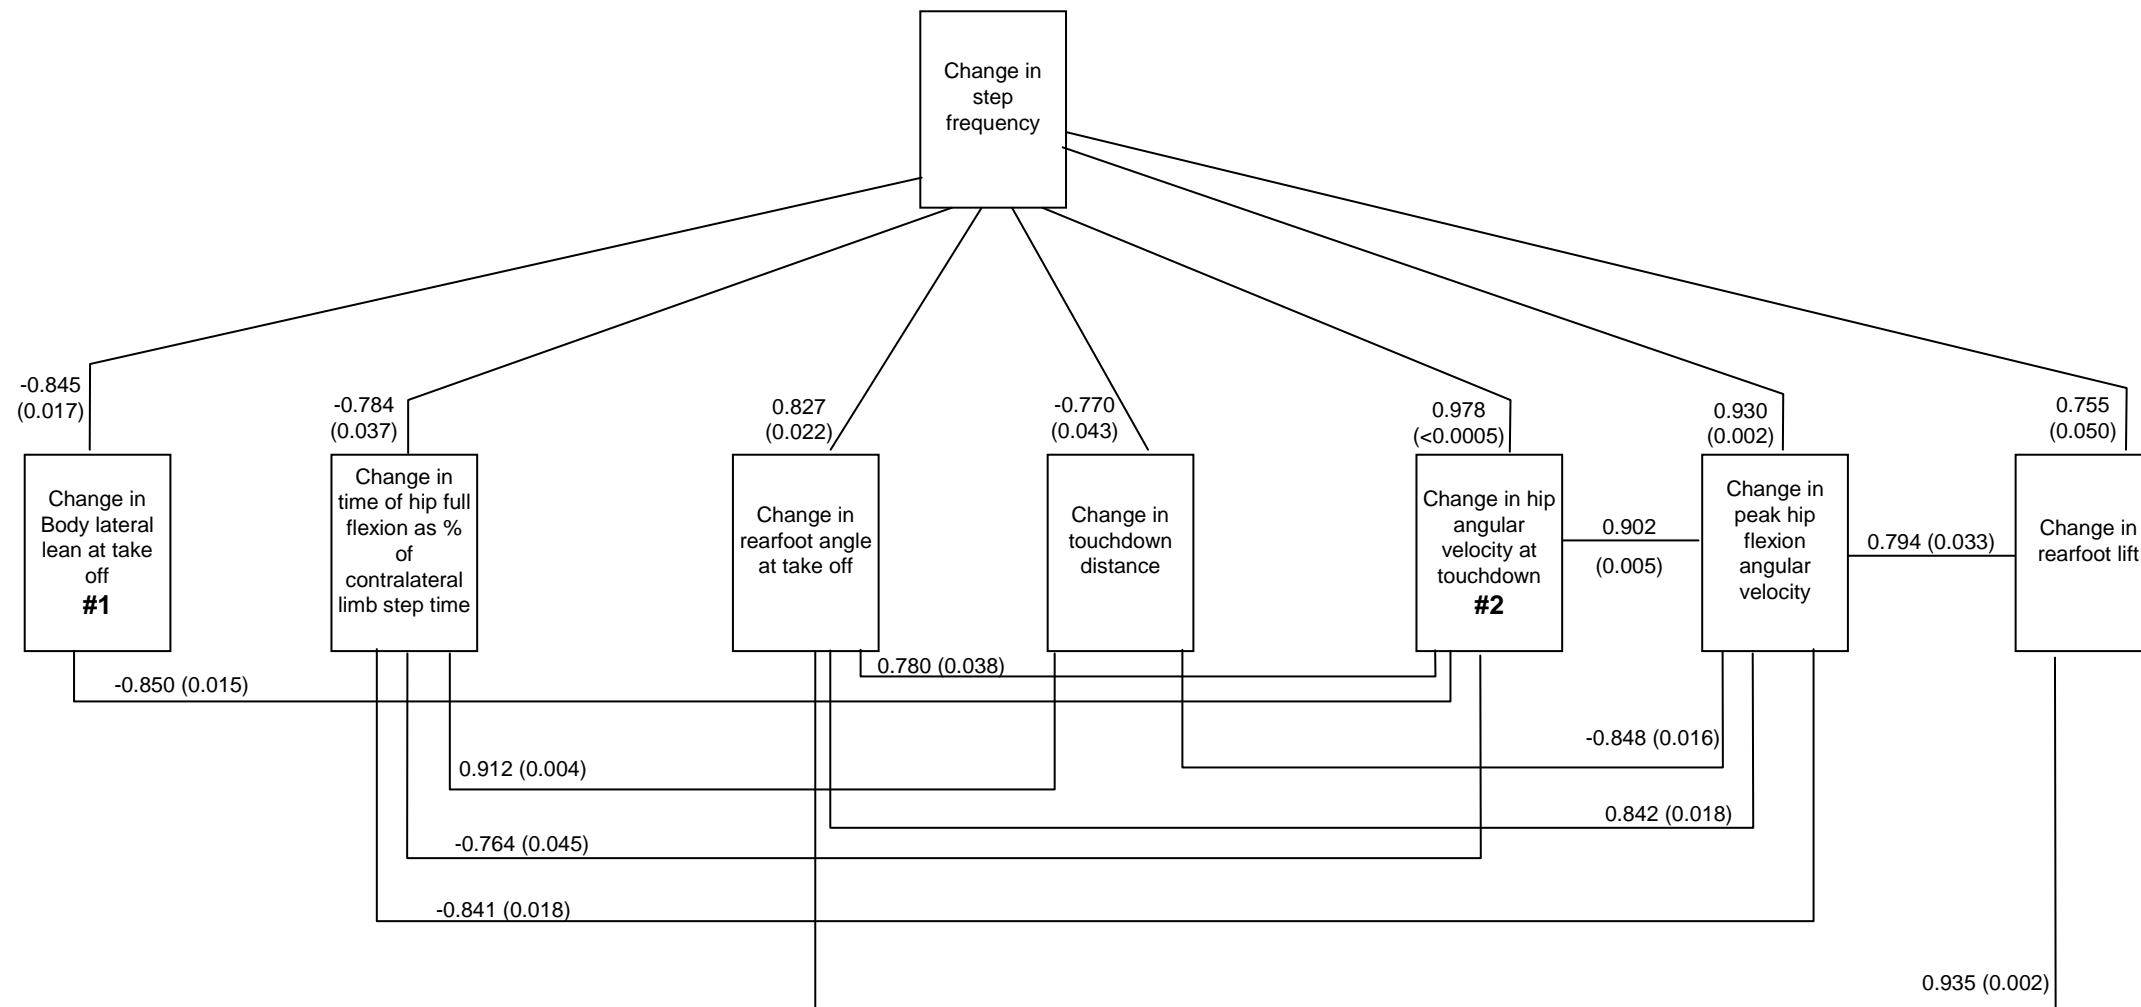 Change in
step
frequency
-0.845
(0.017)
-0.784
(0.037)
0.827
(0.022)
-0.770
(0.043)
0.978
(<0.0005)
0.930
(0.002)
0.755
(0.050)
Change in
Body lateral
lean at take
off
#1
Change in
time of hip full
flexion as %
of
contralateral
limb step time
Change in
rearfoot angle
at take off
Change in
touchdown
distance
Change in hip
angular
velocity at
touchdown
#2
0.902
(0.005)
Change in
peak hip
flexion
angular
velocity
0.794 (0.033)
Change in
rearfoot lift
0.780 (0.038)
-0.850 (0.015)
-0.848 (0.016)
0.912 (0.004)
0.842 (0.018)
-0.764 (0.045)
-0.841 (0.018)
0.935 (0.002)